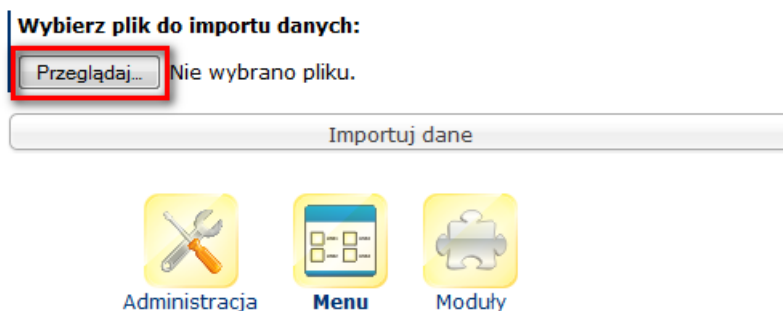 Wybierz plik do importu danych:
Przeglądaj... Nie wybrano pliku.
Importuj dane
Administracja Menu Moduły